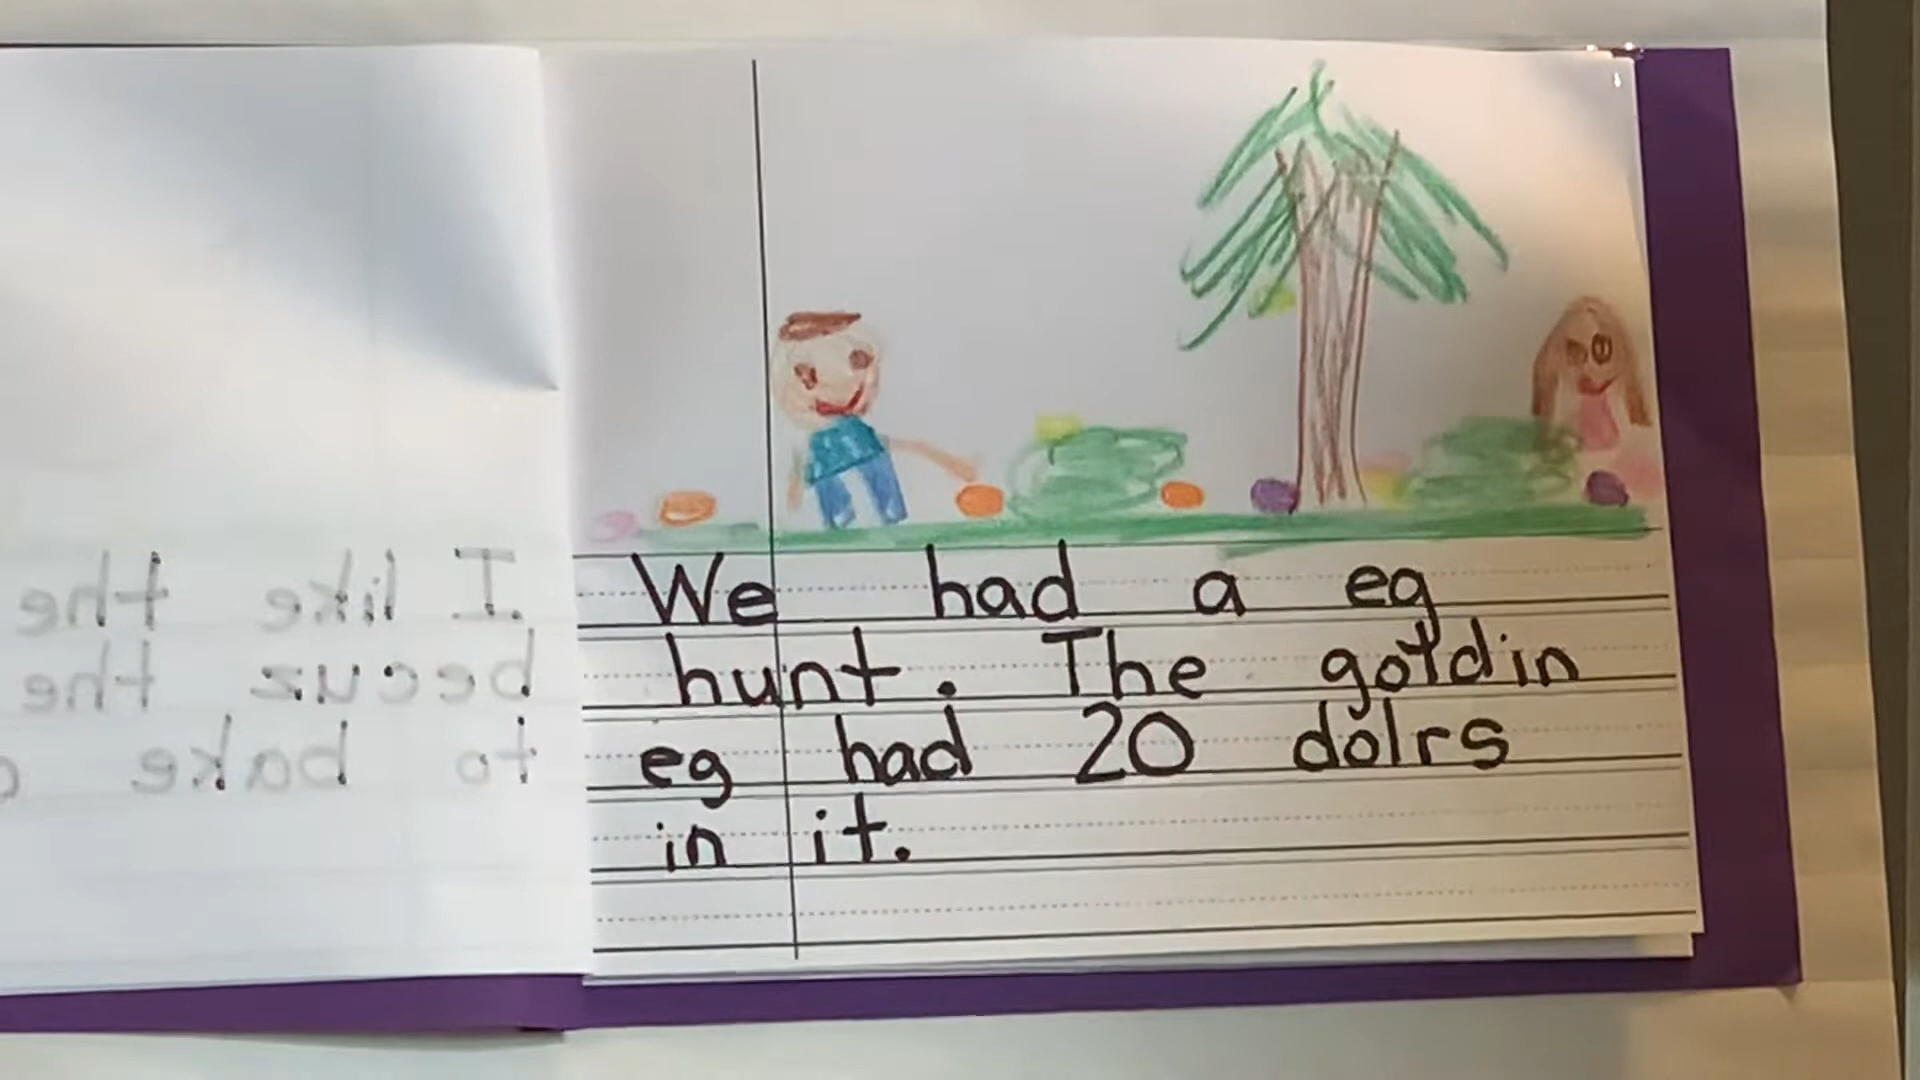 I like the
becuz the
to bake
We had a eg
hunt. The goldin
eg had 20 dolrs
in it.